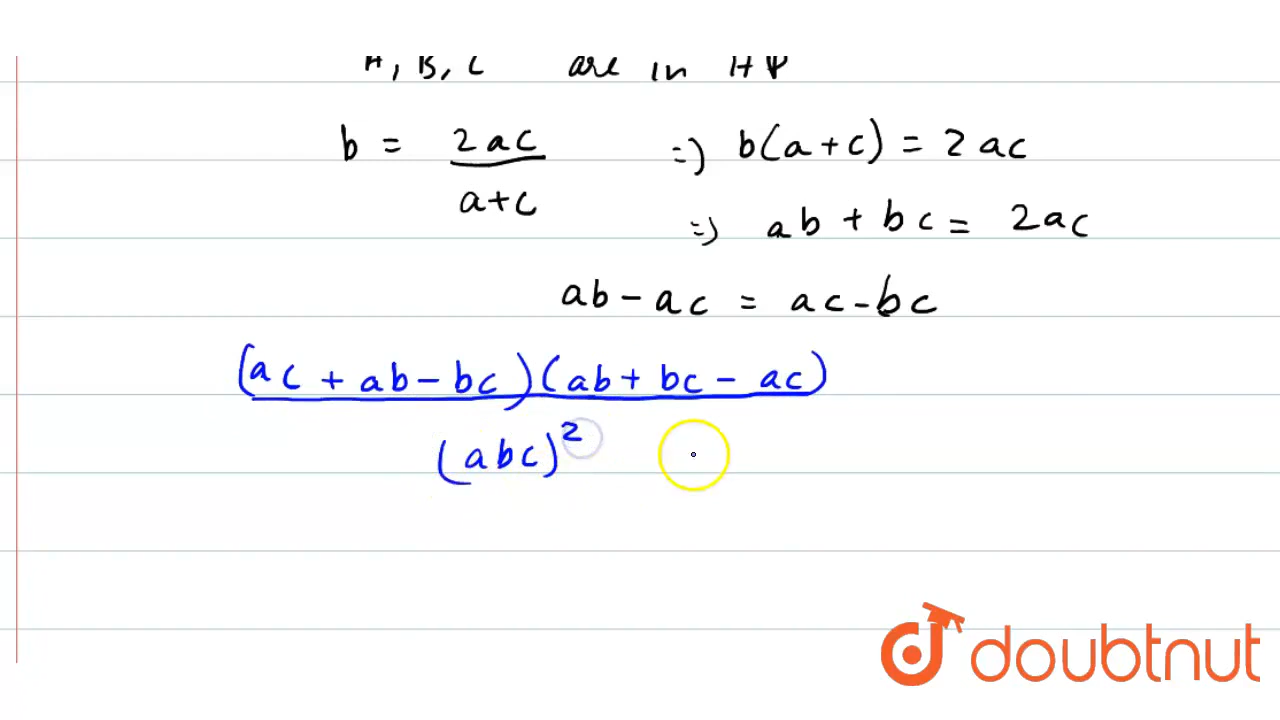 A, B, C are in HP
b = 2ac / a+c => b(a+c) = 2ac
=> ab + bc = 2ac
ab - ac = ac - bc
(ac + ab - bc)(ab + bc - ac)
(abc)²
doubtnut